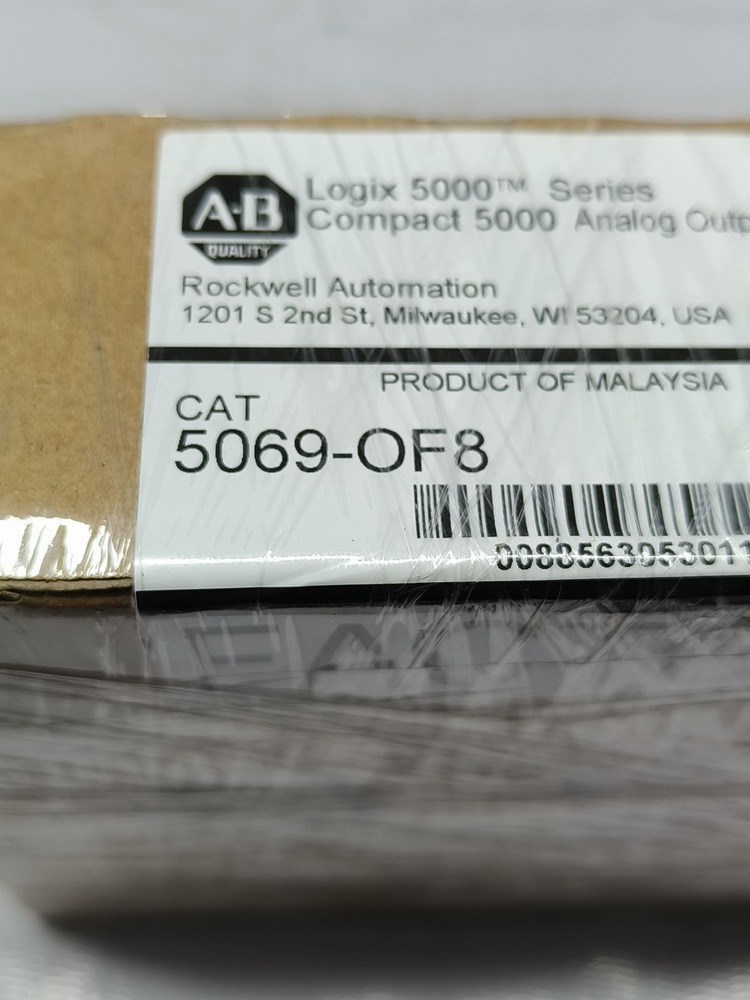 A·B
QUALITY
Logix 5000™ Series
Compact 5000 Analog Outp
Rockwell Automation
1201 S 2nd St, Milwaukee, WI 53204, USA
PRODUCT OF MALAYSIA
CAT
5069-OF8